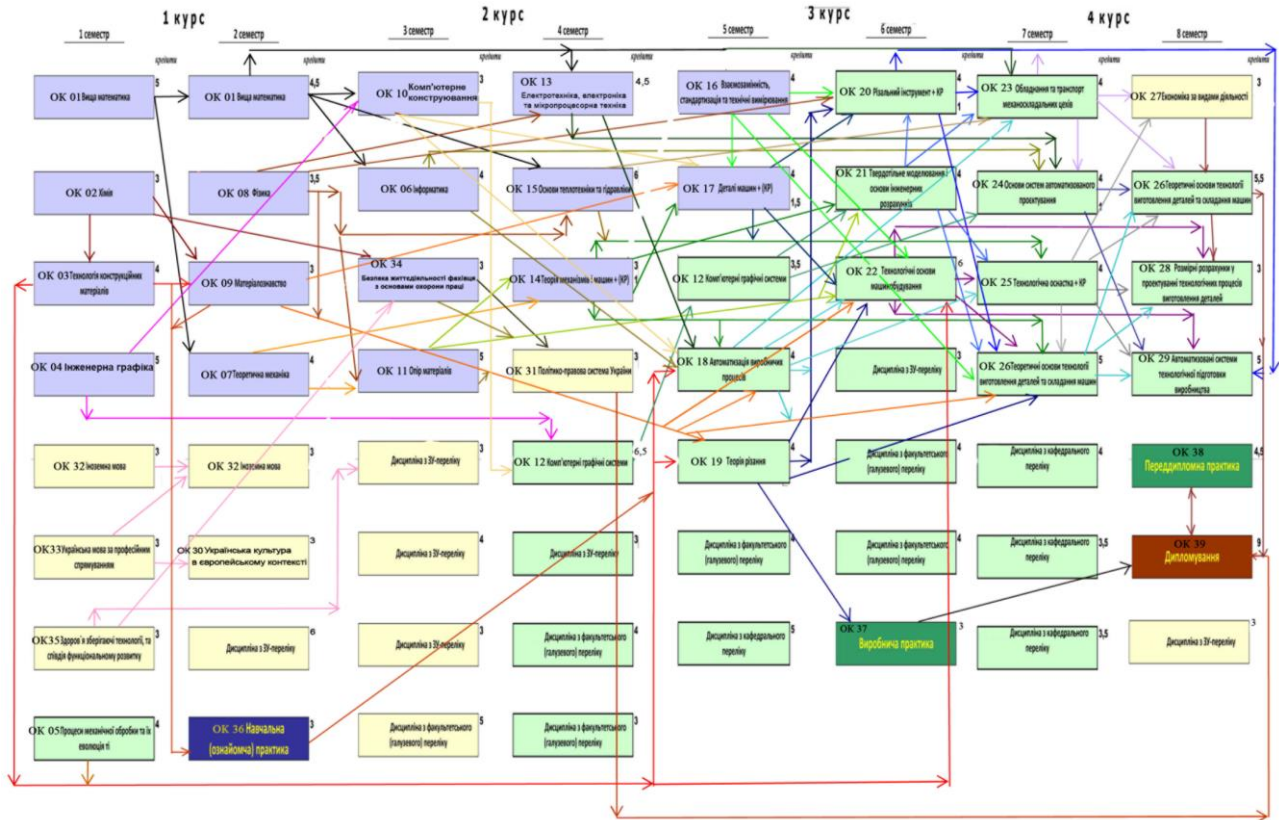 1 курс
2 курс
3 курс
4 курс
1 семестр
2 семестр
3 семестр
4 семестр
5 семестр
6 семестр
7 семестр
8 семестр
кредити
кредити
кредити
кредити
кредити
кредити
кредити
кредити
ОК 01 Вища математика
5
ОК 02 Хімія
3
ОК 03 Технологія конструкційних
матеріалів
4
ОК 04 Інженерна графіка
5
ОК 32 Іноземна мова
3
ОК33 Українська мова за професійним
спрямуванням
3
ОК35 Здоров`я зберігаючі технології, та
3
ОК 05 Процеси механічної обробки та їх
еволюція ті
4
ОК 01 Вища математика
4,5
ОК 08 Фізика
3,5
ОК 09 Матеріалознавство
3
ОК 07 Теоретична механіка
4
ОК 32 Іноземна мова
3
ОК 30 Українська культура
в європейському контексті
3
Дисципліна з ЗУ-переліку
6
ОК 36 Навчальна
(ознайомча) практика
3
ОК 10 Комп'ютерне
конструювання
3
ОК 06 Інформатика
4
ОК 34
Безпека життєдіяльності фахівця
з основами охорони праці
3
ОК 11 Опір матеріалів
5
Дисципліна з ЗУ-переліку
3
Дисципліна з ЗУ-переліку
4
Дисципліна з ЗУ-переліку
3
Дисципліна з факультетського
(галузевого) переліку
5
ОК 13
Електротехніка, електроніка
та мікропроцесорна техніка
4,5
ОК 15 Основи теплотехніки та гідравліки
6
ОК 14 Теорія механізмів і машин + (КР)
3
1
ОК 31 Політико-правова система України
3
ОК 12 Комп'ютерні графічні системи
6,5
Дисципліна з ЗУ-переліку
3
Дисципліна з факультетського
(галузевого) переліку
4
Дисципліна з факультетського
(галузевого) переліку
3
ОК 16 Взаємозамінність,
стандартизація та технічні вимірювання
4
ОК 17 Деталі машин + (КР)
4
1,5
ОК 12 Комп'ютерні графічні системи
3,5
ОК 18 Автоматизація виробничих
процесів
4
ОК 19 Теорія різання
4
Дисципліна з факультетського
(галузевого) переліку
4
Дисципліна з кафедрального
переліку
5
ОК 20 Різальний інструмент + КР
4
1
ОК 21 Твердотільне моделювання і
основи інженерних
розрахунків
4
ОК 22 Технологічні основи
машинобудування
6
Дисципліна з ЗУ-переліку
3
Дисципліна з факультетського
(галузевого) переліку
4
Дисципліна з факультетського
(галузевого) переліку
4
ОК 37
Виробнича практика
3
ОК 23 Обладнання та транспорт
механоскладальних цехів
4
ОК 24 Основи систем автоматизованого
проєктування
4
1
ОК 25 Технологічна оснастка + КР
4
1
ОК 26 Теоретичні основи технології
виготовлення деталей та складання машин
5
Дисципліна з кафедрального
переліку
4
Дисципліна з кафедрального
переліку
3,5
Дисципліна з кафедрального
переліку
3,5
ОК 27 Економіка за видами діяльності
3
ОК 26 Теоретичні основи технології
виготовлення деталей та складання машин
5,5
ОК 28 Розмірні розрахунки у
проектуванні технологічних процесів
виготовлення деталей
3
ОК 29 Автоматизовані системи
технологічної підготовки
виробництва
5
ОК 38
Переддипломна практика
4,5
ОК 39
Дипломування
9
Дисципліна з ЗУ-переліку
3